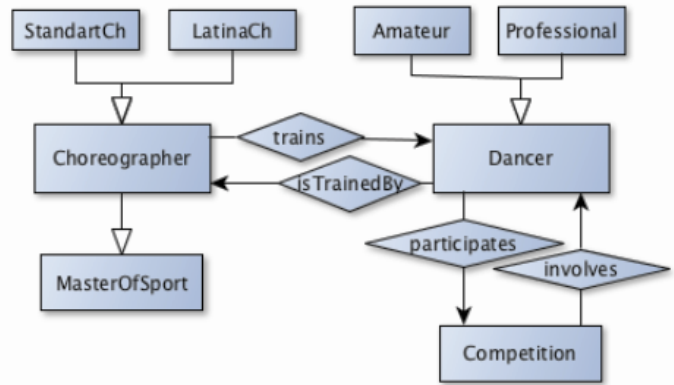 StandartCh
LatinaCh
Amateur
Professional
Choreographer
trains
Dancer
isTrainedBy
participates
involves
MasterOfSport
Competition